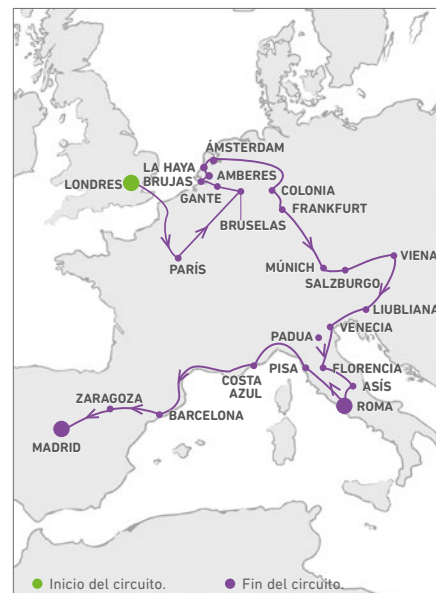 ÁMSTERDAM
LA HAYA
AMBERES
BRUJAS
LONDRES
GANTE
COLONIA
FRANKFURT
BRUSELAS
PARÍS
VIENA
MÚNICH
SALZBURGO
LIUBLIANA
VENECIA
PADUA
FLORENCIA
PISA
ASÍS
COSTA
AZUL
ROMA
ZARAGOZA
BARCELONA
MADRID
Inicio del circuito.
Fin del circuito.